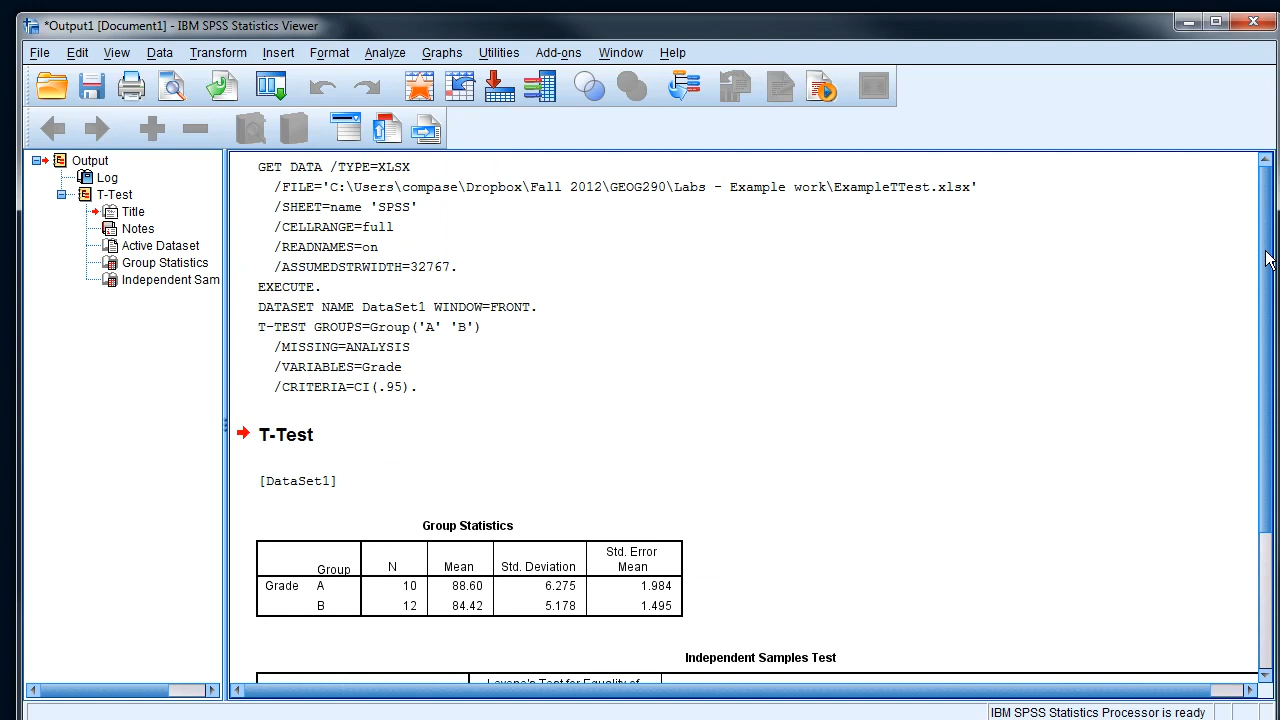 *Output1 [Document1] - IBM SPSS Statistics Viewer
File Edit View Data Transform Insert Format Analyze Graphs Utilities Add-ons Window Help
Output
Log
T-Test
Title
Notes
Active Dataset
Group Statistics
Independent Sam
GET DATA /TYPE=XLSX
/FILE='C:\Users\compase\Dropbox\Fall 2012\GEOG290\Labs - Example work\ExampleTTest.xlsx'
/SHEET=name 'SPSS'
/CELLRANGE=full
/READNAMES=on
/ASSUMEDSTRWIDTH=32767.
EXECUTE.
DATASET NAME DataSet1 WINDOW=FRONT.
T-TEST GROUPS=Group('A' 'B')
/MISSING=ANALYSIS
/VARIABLES=Grade
/CRITERIA=CI(.95).
T-Test
[DataSet1]
Group Statistics
Group N Mean Std. Deviation Std. Error Mean
Grade A 10 88.60 6.275 1.984
B 12 84.42 5.178 1.495
Independent Samples Test
Levene's Test for Equality of
IBM SPSS Statistics Processor is ready